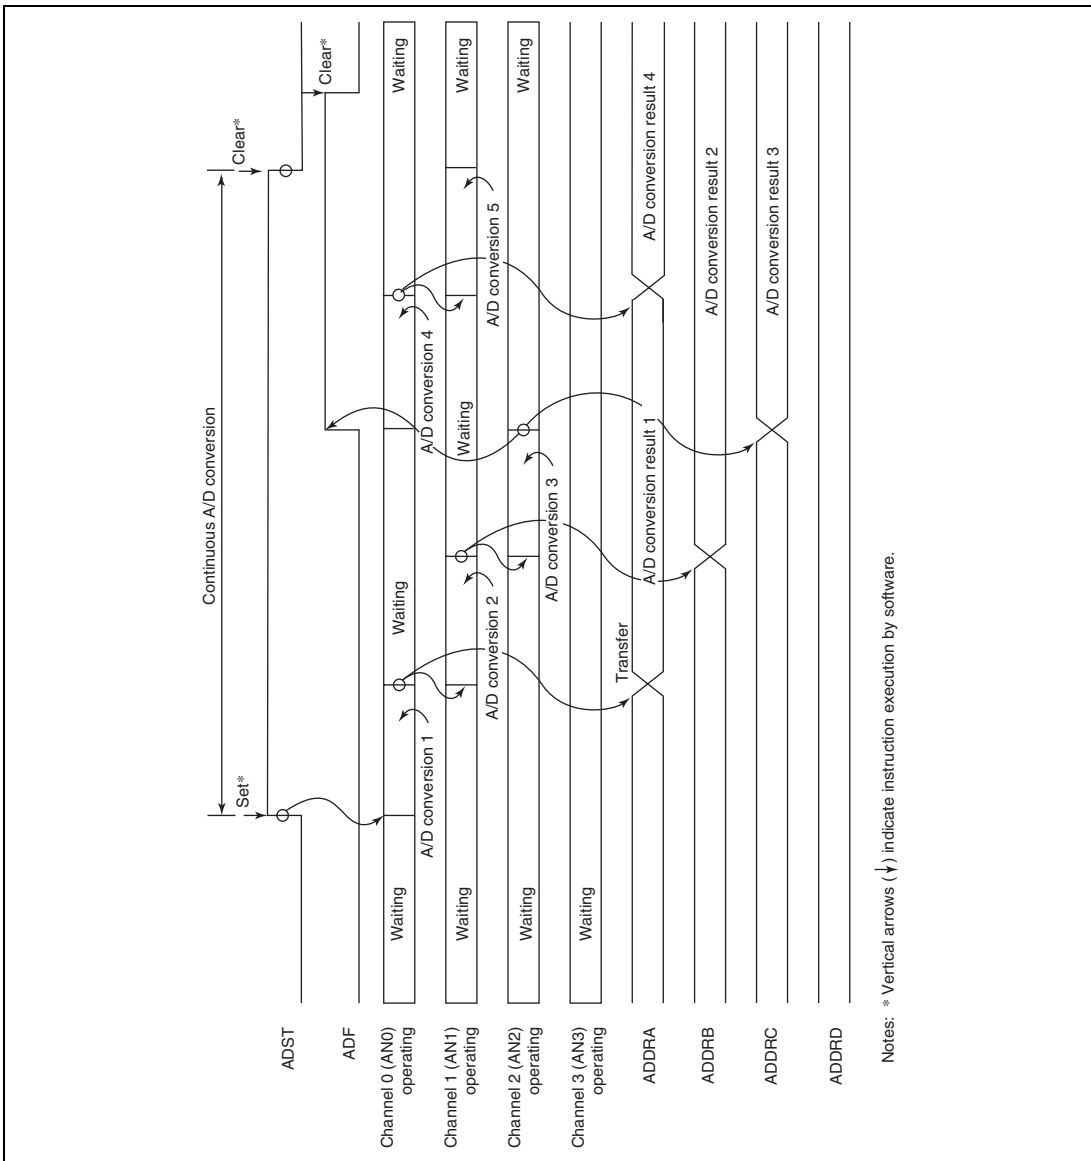 Continuous A/D conversion
Set*
Clear*
ADST
Clear*
ADF
Channel 0 (AN0)
operating
Waiting
A/D conversion 1
Waiting
A/D conversion 4
Waiting
Channel 1 (AN1)
operating
Waiting
A/D conversion 2
Waiting
A/D conversion 5
Waiting
Channel 2 (AN2)
operating
Waiting
A/D conversion 3
Waiting
Channel 3 (AN3)
operating
Waiting
Transfer
ADDRA
A/D conversion result 1
A/D conversion result 4
ADDRB
A/D conversion result 2
ADDRC
A/D conversion result 3
ADDRD
Notes: * Vertical arrows (↓) indicate instruction execution by software.